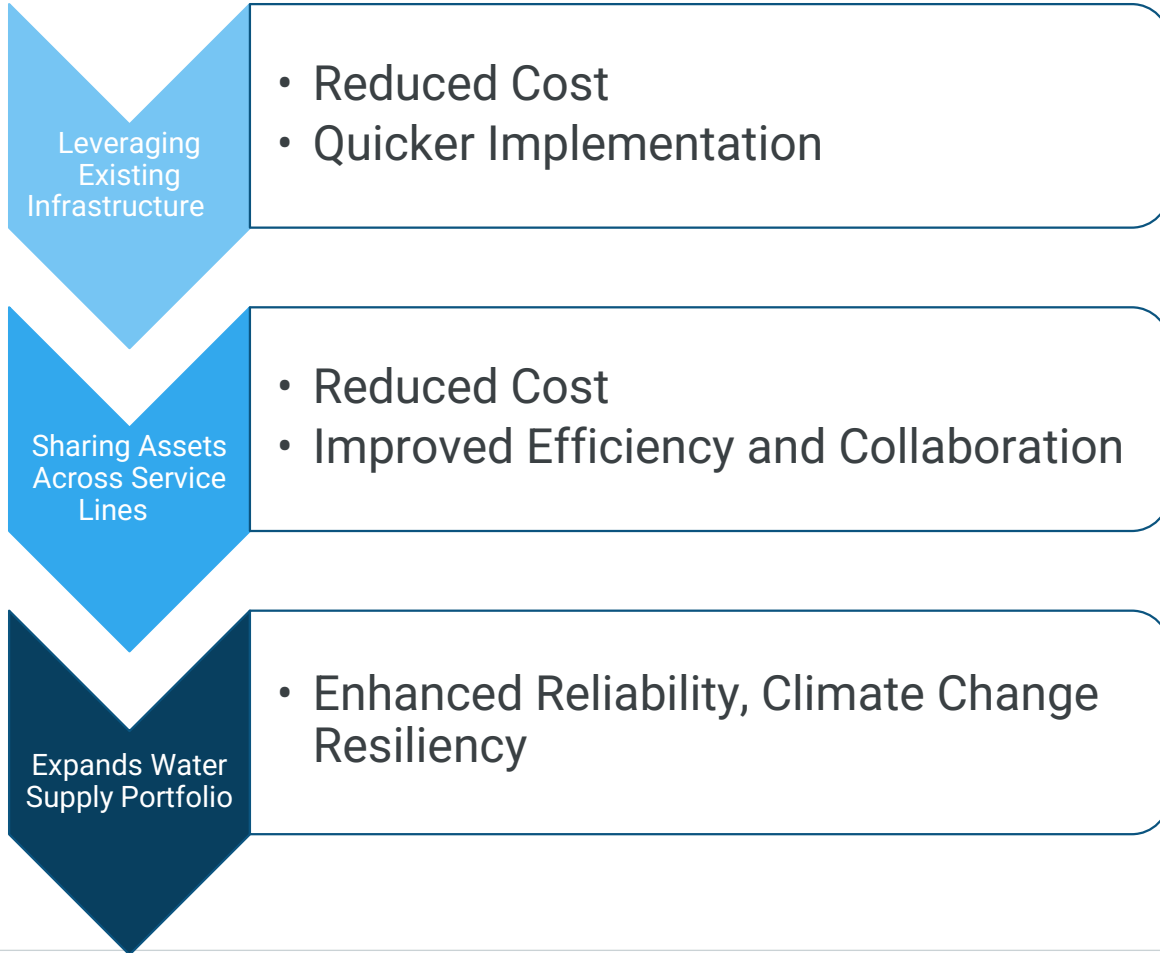 Leveraging
Existing
Infrastructure
• Reduced Cost
• Quicker Implementation
Sharing Assets
Across Service
Lines
• Reduced Cost
• Improved Efficiency and Collaboration
Expands Water
Supply Portfolio
• Enhanced Reliability, Climate Change
Resiliency